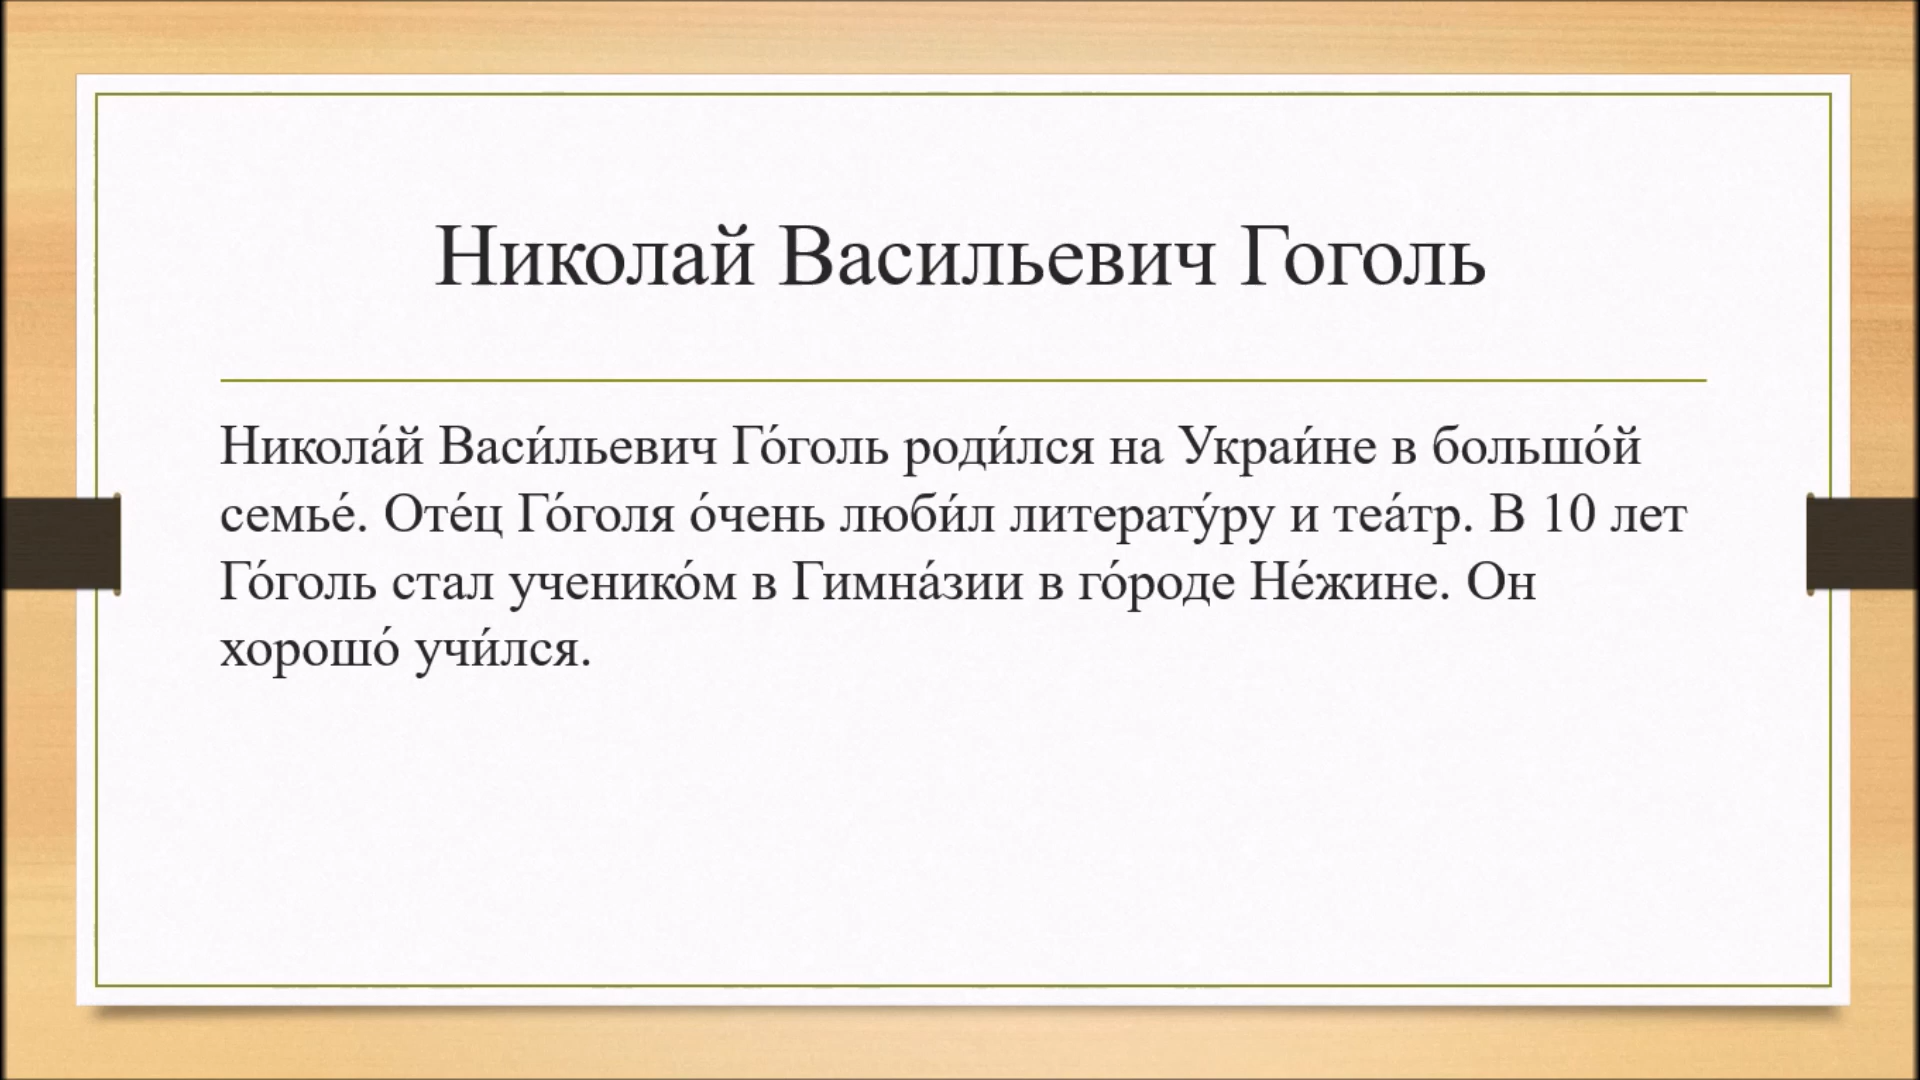 Николай Васильевич Гоголь
Никола́й Васи́льевич Го́голь роди́лся на Украи́не в большо́й
семье́. Оте́ц Го́голя о́чень люби́л литерату́ру и теа́тр. В 10 лет
Го́голь стал ученико́м в Гимна́зии в го́роде Не́жине. Он
хорошо́ учи́лся.